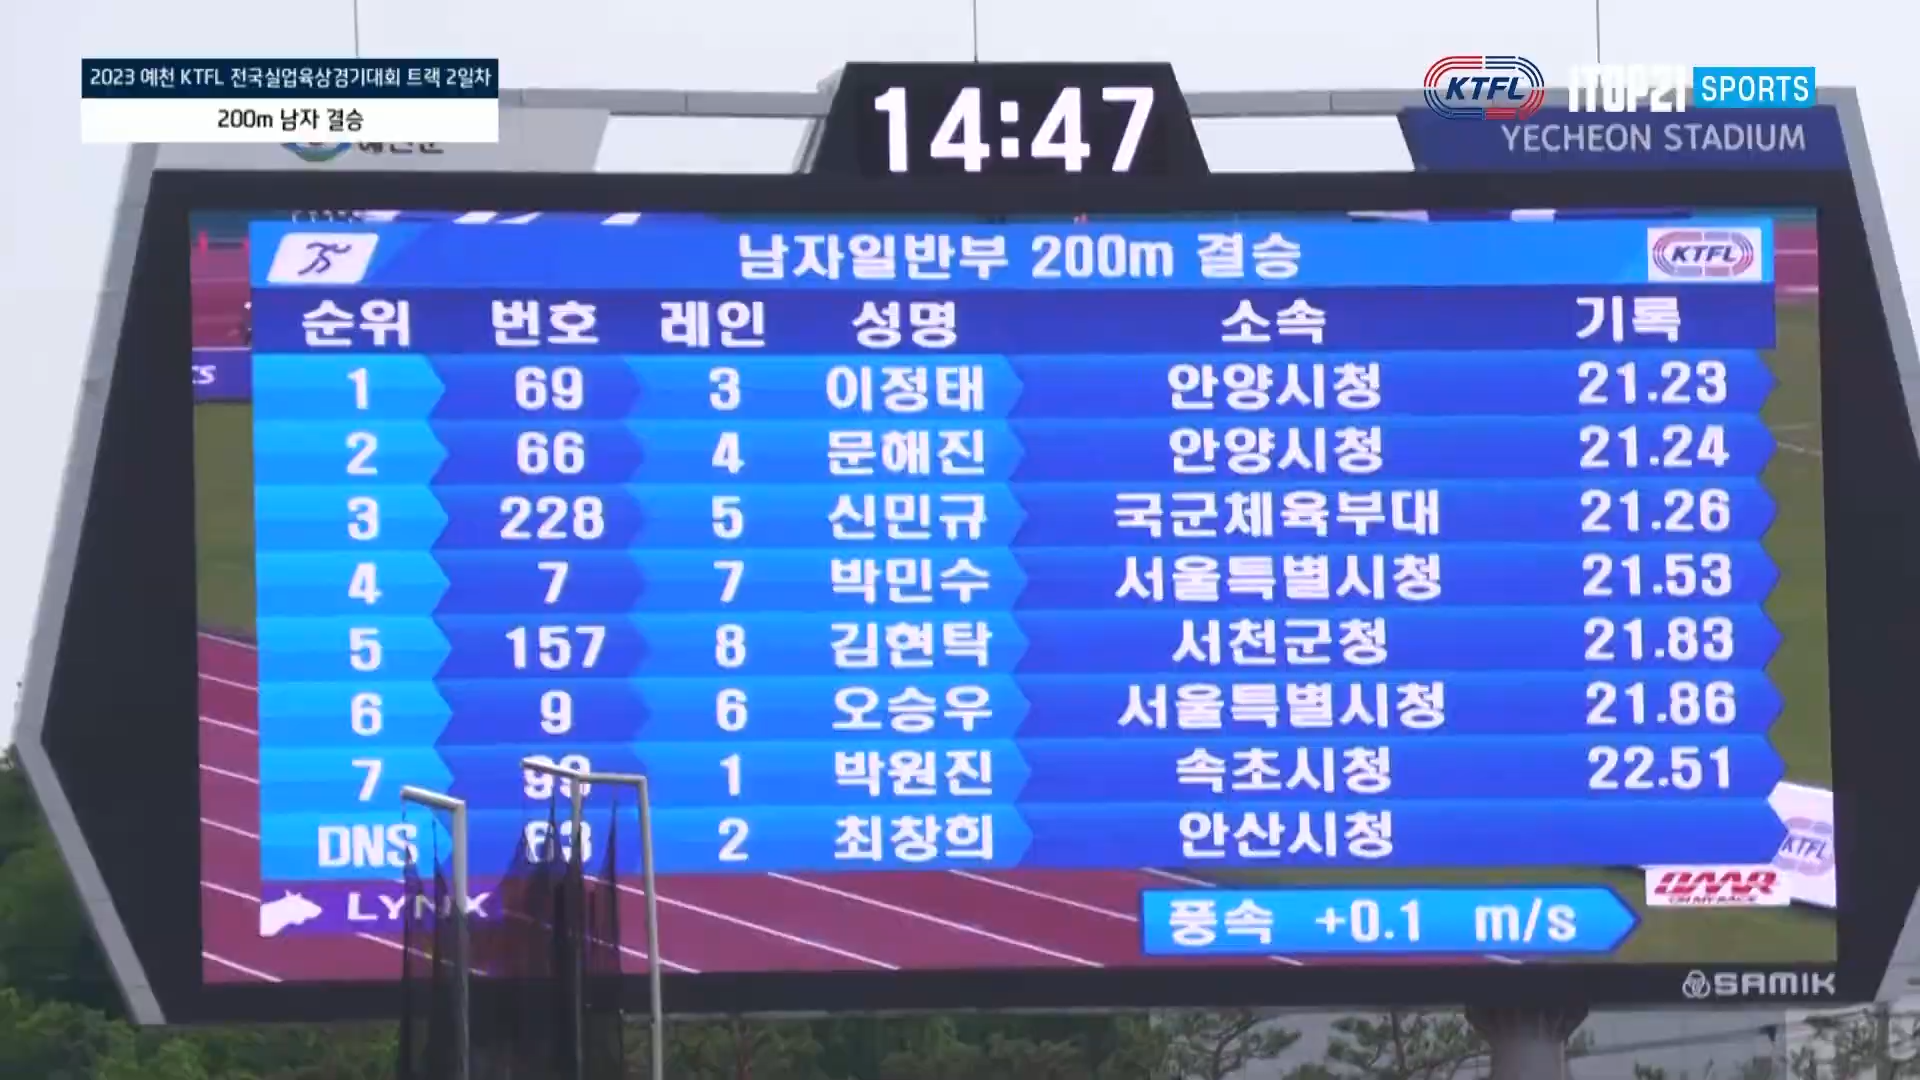 2023 예천 KTFL 전국실업육상경기대회 트랙 2일차
200m 남자 결승
KTFL iTOP21 SPORTS
14:47
YECHEON STADIUM
남자일반부 200m 결승 KTFL
순위 번호 레인 성명 소속 기록
1 69 3 이정태 안양시청 21.23
2 66 4 문해진 안양시청 21.24
3 228 5 신민규 국군체육부대 21.26
4 7 7 박민수 서울특별시청 21.53
5 157 8 김현탁 서천군청 21.83
6 9 6 오승우 서울특별시청 21.86
7 99 1 박원진 속초시청 22.51
DNS 63 2 최창희 안산시청
KTFL
LYNX
OMR
ON MY RACE
풍속 +0.1 m/s
SAMIK